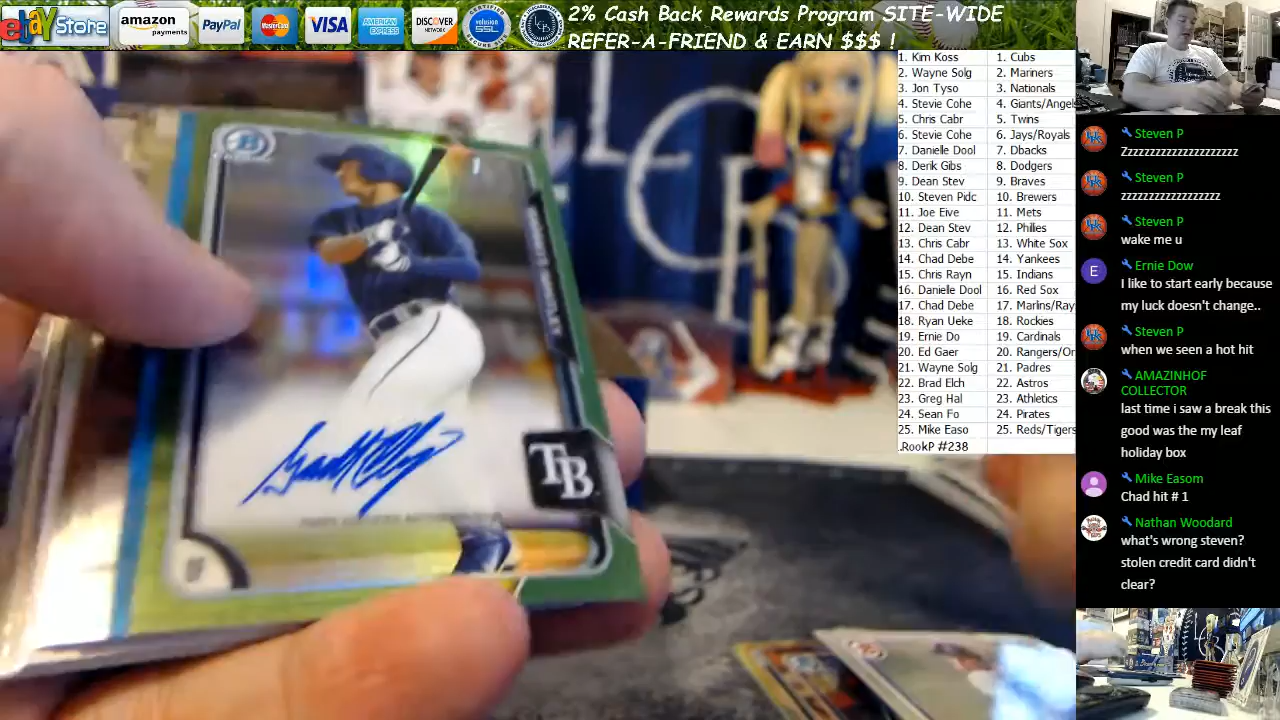 ebay Store
amazon payments
PayPal
MasterCard
VISA
AMERICAN EXPRESS
DISCOVER NETWORK
SSL
2% Cash Back Rewards Program SITE-WIDE
REFER-A-FRIEND & EARN $$$ !
1. Kim Koss 1. Cubs
2. Wayne Solg 2. Mariners
3. Jon Tyso 3. Nationals
4. Stevie Cohe 4. Giants/Angels
5. Chris Cabr 5. Twins
6. Stevie Cohe 6. Jays/Royals
7. Danielle Dool 7. Dbacks
8. Derik Gibs 8. Dodgers
9. Dean Stev 9. Braves
10. Steven Pidc 10. Brewers
11. Joe Eive 11. Mets
12. Dean Stev 12. Phllies
13. Chris Cabr 13. White Sox
14. Chad Debe 14. Yankees
15. Chris Rayn 15. Indians
16. Danielle Dool 16. Red Sox
17. Chad Debe 17. Marlins/Ray
18. Ryan Ueke 18. Rockies
19. Ernie Do 19. Cardinals
20. Ed Gaer 20. Rangers/Or
21. Wayne Solg 21. Padres
22. Brad Elch 22. Astros
23. Greg Hal 23. Athletics
24. Sean Fo 24. Pirates
25. Mike Easo 25. Reds/Tigers
.RookP #238
Steven P
Zzzzzzzzzzzzzzzzzzzzz
Steven P
zzzzzzzzzzzzzzzzzz
Steven P
wake me u
Ernie Dow
I like to start early because
my luck doesn't change..
Steven P
when we seen a hot hit
AMAZINHOF
COLLECTOR
last time i saw a break this
good was the my leaf
holiday box
Mike Easom
Chad hit # 1
Nathan Woodard
what's wrong steven?
stolen credit card didn't
clear?
B
TB
LC